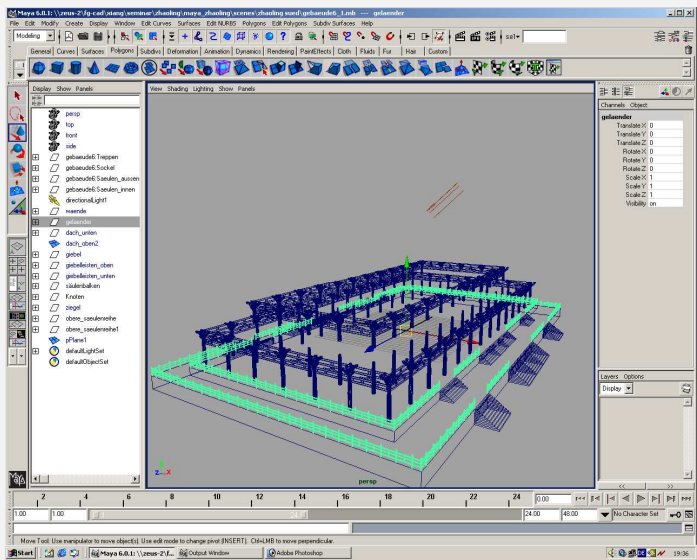 Maya 6.0.1: \\zeus-2\fg-cad\xiang\seminar\zhaoling\maya_zhaoling\scenes\zhaoling sued\gebaeude6_1.mb --- gelaender
File Edit Modify Create Display Window Edit Curves Surfaces Edit NURBS Polygons Edit Polygons Subdiv Surfaces Help
Modeling sel*
General Curves Surfaces Polygons Subdivs Deformation Animation Dynamics Rendering PaintEffects Cloth Fluids Fur Hair Custom
Display Show Panels
View Shading Lighting Show Panels
Channels Object
persp
top
front
side
gebaeude6:Treppen
gebaeude6:Sockel
gebaeude6:Saeulen_aussen
gebaeude6:Saeulen_innen
directionalLight1
waende
gelaender
dach_unten
dach_oben2
giebel
giebelleisten_oben
giebelleisten_unten
säulenbalken
Knoten
ziegel
obere_saeulenreihe
obere_saeulenreihe1
pPlane1
defaultLightSet
defaultObjectSet
gelaender
Translate X 0
Translate Y 0
Translate Z 0
Rotate X 0
Rotate Y 0
Rotate Z 0
Scale X 1
Scale Y 1
Scale Z 1
Visibility on
Layers Options
Display
z x
persp
<< >>
2 4 6 8 10 12 14 16 18 20 22 24 0.00
1.00 1.00 24.00 48.00 No Character Set
Move Tool: Use manipulator to move object(s). Use edit mode to change pivot (INSERT). Ctrl+LMB to move perpendicular.
Start Maya 6.0.1: \\zeus-2\f... Output Window Adobe Photoshop DE 19:36